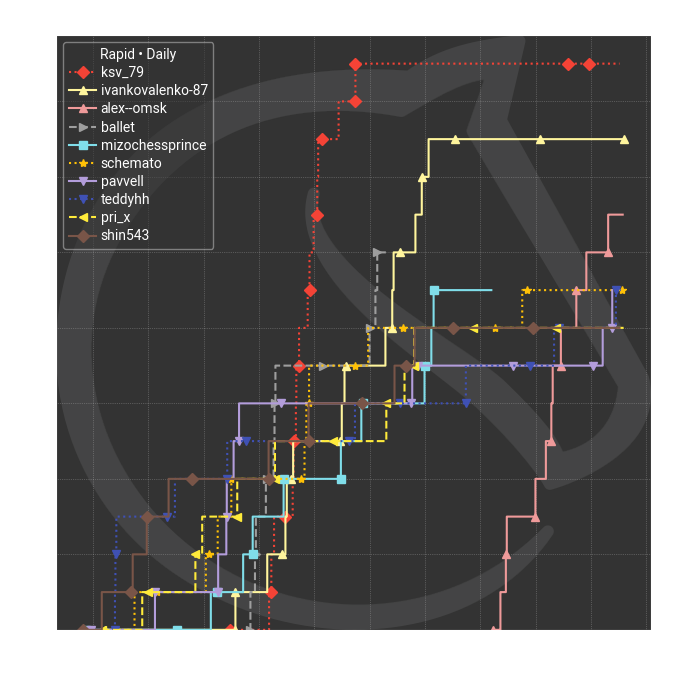 Rapid • Daily
ksv_79
ivankovalenko-87
alex--omsk
ballet
mizochessprince
schemato
pavvell
teddyhh
pri_x
shin543